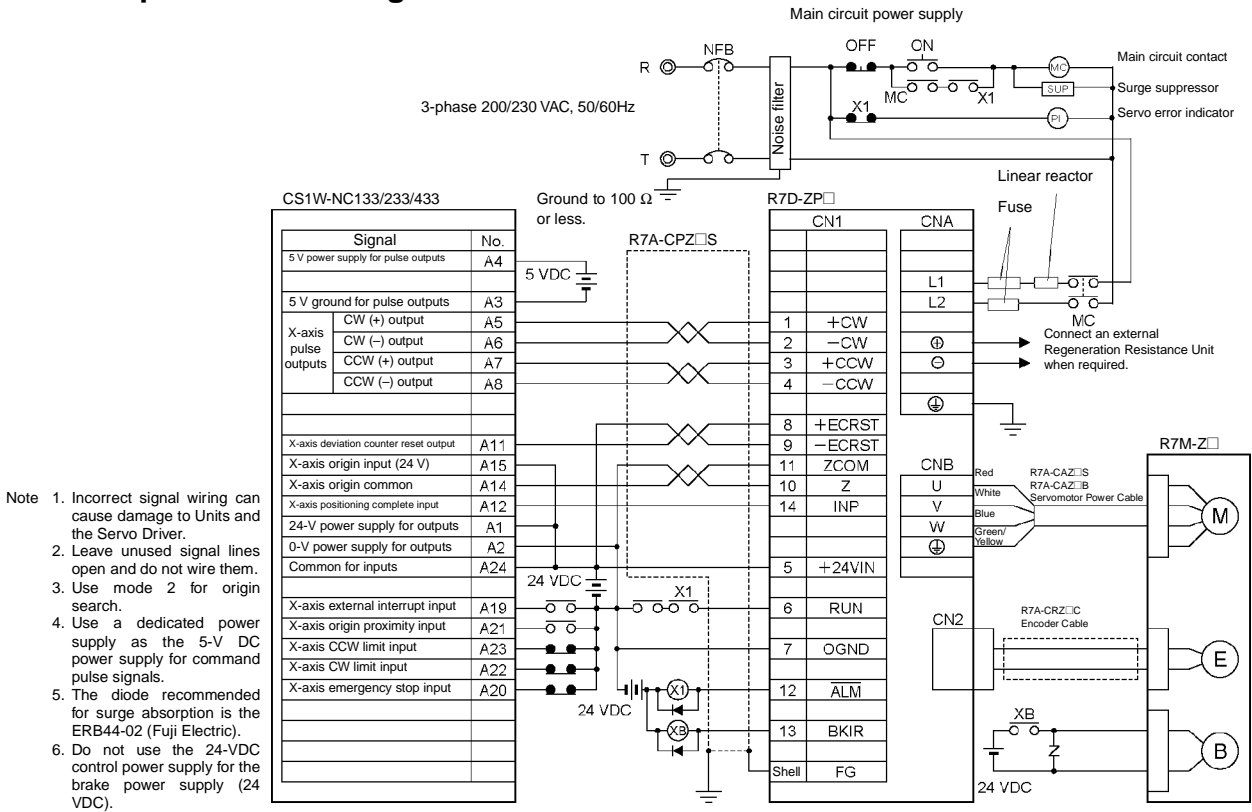 Main circuit power supply
NFB
OFF
ON
R
MC
Main circuit contact
SUP
Surge suppressor
MC
X1
3-phase 200/230 VAC, 50/60Hz
Noise filter
X1
PI
Servo error indicator
T
Linear reactor
CS1W-NC133/233/433
Ground to 100 Ω
or less.
R7D-ZP□
Fuse
CN1
CNA
Signal
No.
R7A-CPZ□S
5 V power supply for pulse outputs
A4
5 VDC
L1
5 V ground for pulse outputs
A3
L2
MC
X-axis
pulse
outputs
CW (+) output
A5
1
+CW
CW (–) output
A6
2
−CW
⊕
Connect an external
Regeneration Resistance Unit
when required.
CCW (+) output
A7
3
+CCW
⊖
CCW (–) output
A8
4
−CCW
8
+ECRST
X-axis deviation counter reset output
A11
9
−ECRST
R7M-Z□
X-axis origin input (24 V)
A15
11
ZCOM
CNB
Red
R7A-CAZ□S
X-axis origin common
A14
10
Z
U
White
R7A-CAZ□B
Servomotor Power Cable
X-axis positioning complete input
A12
14
INP
V
Blue
M
24-V power supply for outputs
A1
W
Green/
Yellow
0-V power supply for outputs
A2
Common for inputs
A24
24 VDC
5
+24VIN
X-axis external interrupt input
A19
X1
6
RUN
CN2
R7A-CRZ□C
Encoder Cable
X-axis origin proximity input
A21
X-axis CCW limit input
A23
7
OGND
E
X-axis CW limit input
A22
X-axis emergency stop input
A20
24 VDC
X1
12
ALM
XB
13
BKIR
XB
B
Shell
FG
24 VDC
Note 1. Incorrect signal wiring can
cause damage to Units and
the Servo Driver.
2. Leave unused signal lines
open and do not wire them.
3. Use mode 2 for origin
search.
4. Use a dedicated power
supply as the 5-V DC
power supply for command
pulse signals.
5. The diode recommended
for surge absorption is the
ERB44-02 (Fuji Electric).
6. Do not use the 24-VDC
control power supply for the
brake power supply (24
VDC).